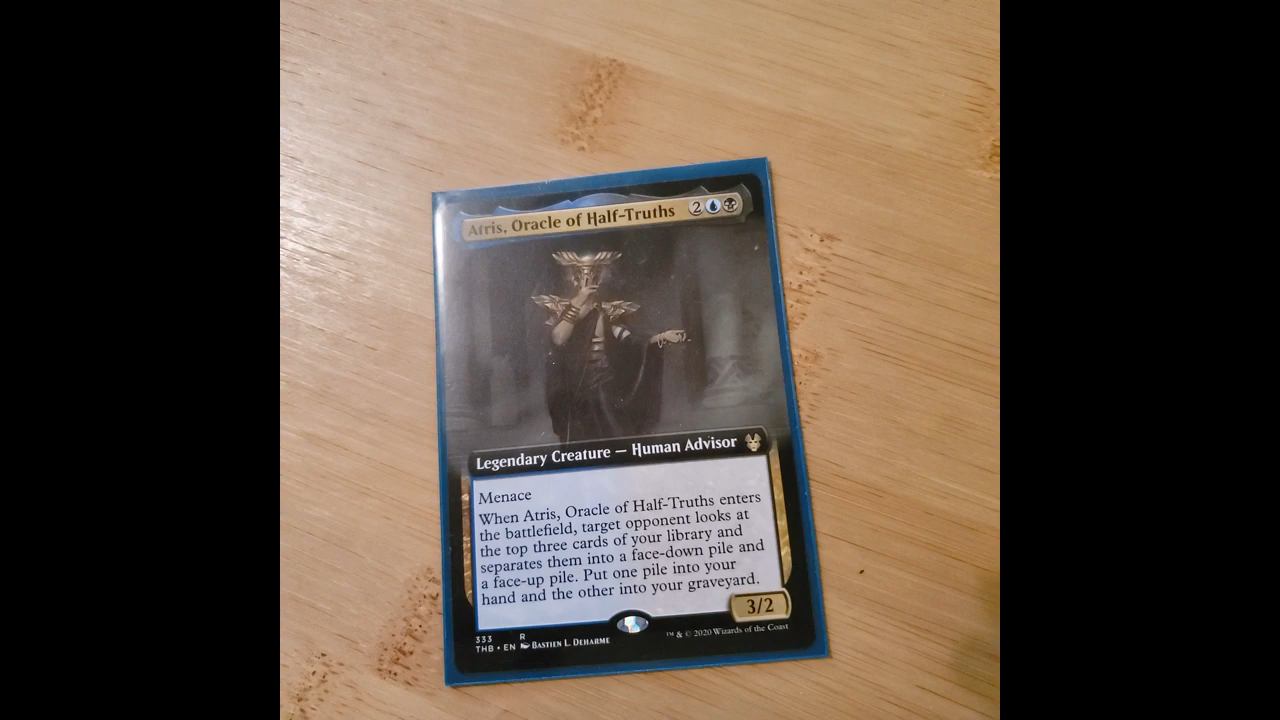 Atris, Oracle of Half-Truths 2
Legendary Creature — Human Advisor
Menace
When Atris, Oracle of Half-Truths enters
the battlefield, target opponent looks at
the top three cards of your library and
separates them into a face-down pile and
a face-up pile. Put one pile into your
hand and the other into your graveyard.
3/2
333 R
THB • EN BASTIEN L. DEHARME
™ & © 2020 Wizards of the Coast